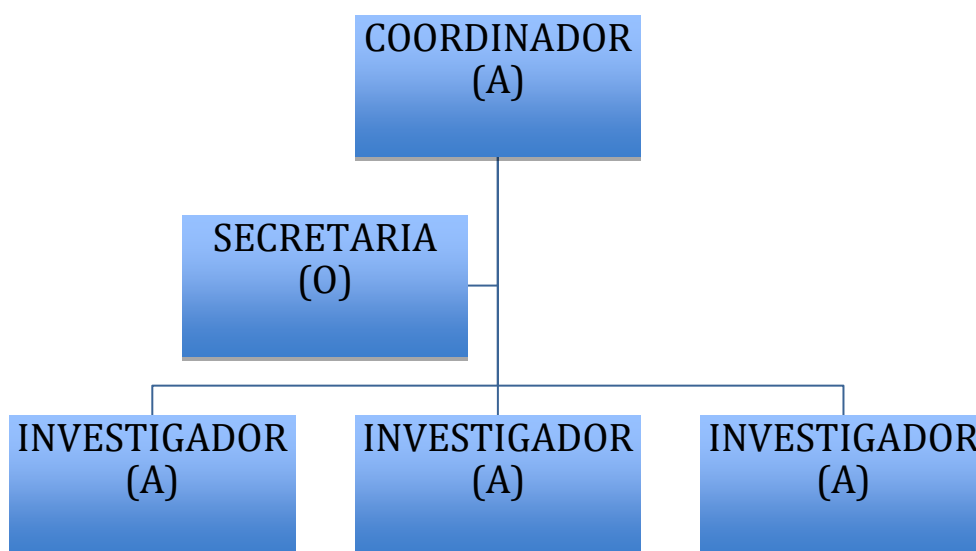 COORDINADOR
(A)
SECRETARIA
(O)
INVESTIGADOR
(A)
INVESTIGADOR
(A)
INVESTIGADOR
(A)